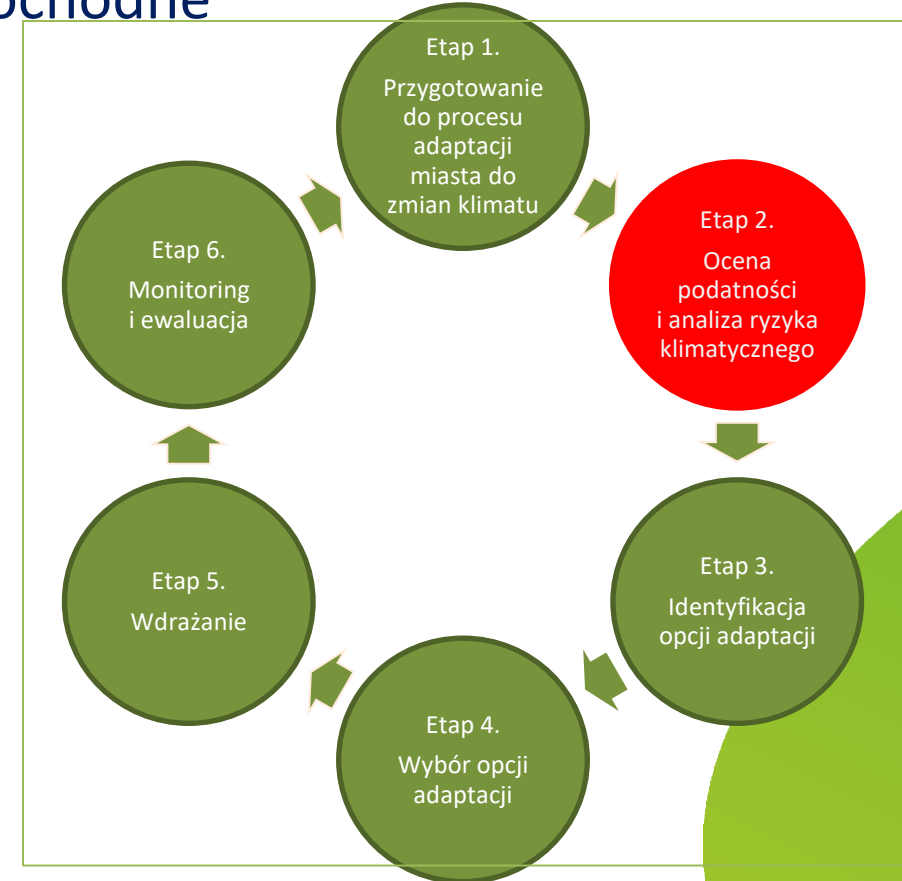 Etap 1.
Przygotowanie
do procesu
adaptacji
miasta do
zmian klimatu
Etap 2.
Ocena
podatności
i analiza ryzyka
klimatycznego
Etap 3.
Identyfikacja
opcji adaptacji
Etap 4.
Wybór opcji
adaptacji
Etap 5.
Wdrażanie
Etap 6.
Monitoring
i ewaluacja